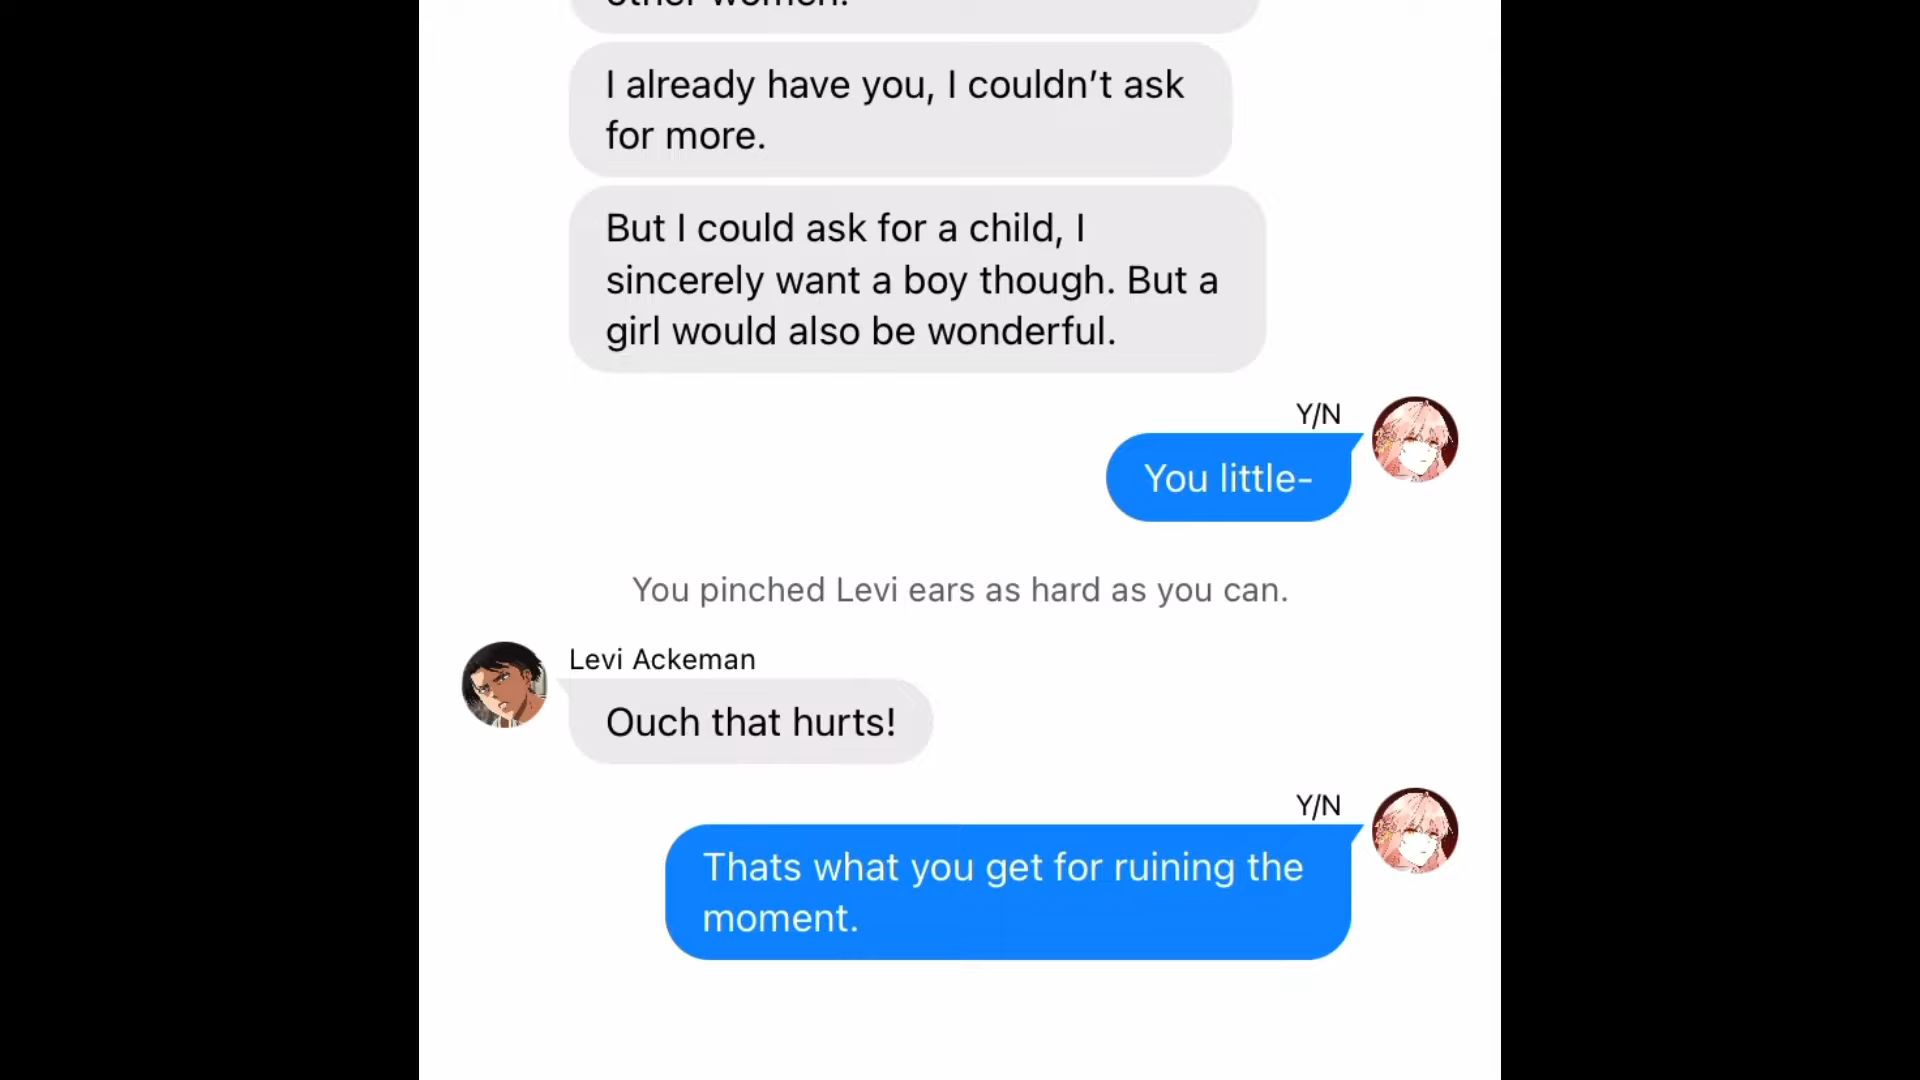 other women.
I already have you, I couldn’t ask
for more.
But I could ask for a child, I
sincerely want a boy though. But a
girl would also be wonderful.
Y/N
You little-
You pinched Levi ears as hard as you can.
Levi Ackeman
Ouch that hurts!
Y/N
Thats what you get for ruining the
moment.